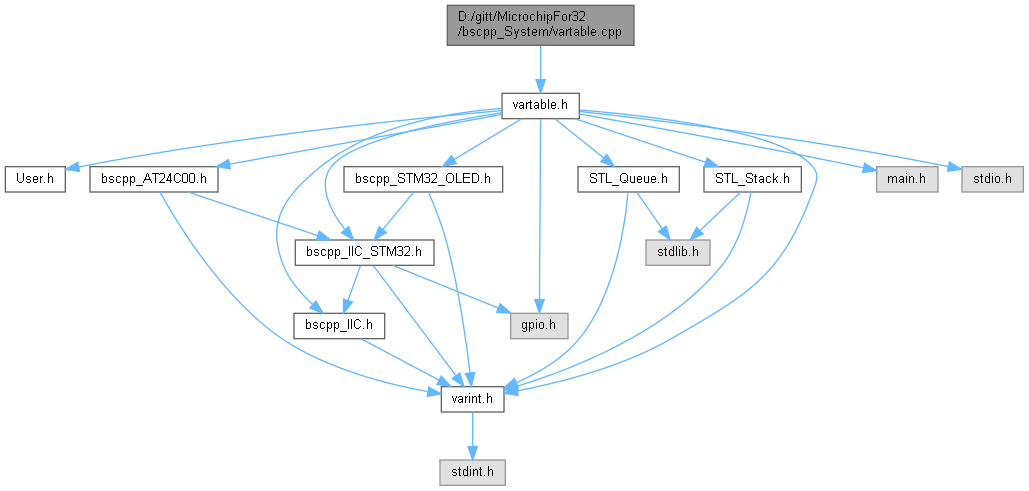 D:/gitt/MicrochipFor32
/bscpp_System/vartable.cpp
vartable.h
User.h
bscpp_AT24C00.h
bscpp_STM32_OLED.h
STL_Queue.h
STL_Stack.h
main.h
stdio.h
bscpp_IIC_STM32.h
stdlib.h
bscpp_IIC.h
gpio.h
varint.h
stdint.h